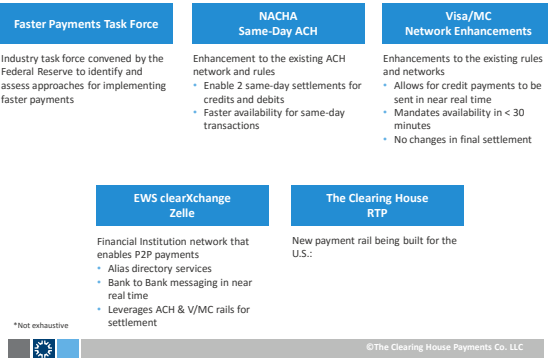 Faster Payments Task Force
Industry task force convened by the
Federal Reserve to identify and
assess approaches for implementing
faster payments
NACHA
Same-Day ACH
Enhancement to the existing ACH
network and rules
• Enable 2 same-day settlements for
credits and debits
• Faster availability for same-day
transactions
Visa/MC
Network Enhancements
Enhancements to the existing rules
and networks
• Allows for credit payments to be
sent in near real time
• Mandates availability in < 30
minutes
• No changes in final settlement
EWS clearXchange
Zelle
Financial Institution network that
enables P2P payments
• Alias directory services
• Bank to Bank messaging in near
real time
• Leverages ACH & V/MC rails for
settlement
The Clearing House
RTP
New payment rail being built for the
U.S.:
*Not exhaustive
©The Clearing House Payments Co. LLC